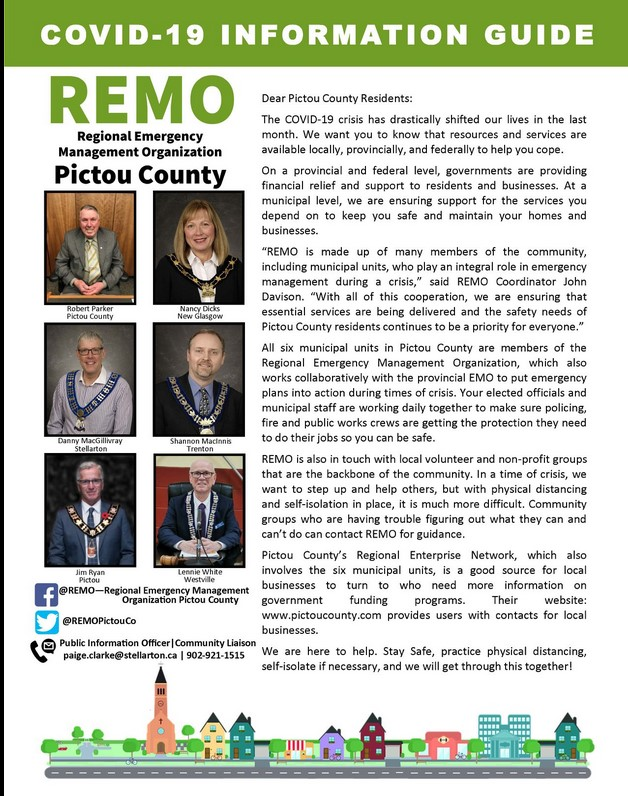 COVID-19 INFORMATION GUIDE
REMO
Regional Emergency
Management Organization
Pictou County
Robert Parker
Pictou County
Nancy Dicks
New Glasgow
Danny MacGillivray
Stellarton
Shannon MacInnis
Trenton
Jim Ryan
Pictou
Lennie White
Westville
@REMO—Regional Emergency Management
Organization Pictou County
@REMOPictouCo
Public Information Officer|Community Liaison
paige.clarke@stellarton.ca | 902-921-1515
Dear Pictou County Residents:
The COVID-19 crisis has drastically shifted our lives in the last
month. We want you to know that resources and services are
available locally, provincially, and federally to help you cope.
On a provincial and federal level, governments are providing
financial relief and support to residents and businesses. At a
municipal level, we are ensuring support for the services you
depend on to keep you safe and maintain your homes and
businesses.
“REMO is made up of many members of the community,
including municipal units, who play an integral role in emergency
management during a crisis,” said REMO Coordinator John
Davison. “With all of this cooperation, we are ensuring that
essential services are being delivered and the safety needs of
Pictou County residents continues to be a priority for everyone.”
All six municipal units in Pictou County are members of the
Regional Emergency Management Organization, which also
works collaboratively with the provincial EMO to put emergency
plans into action during times of crisis. Your elected officials and
municipal staff are working daily together to make sure policing,
fire and public works crews are getting the protection they need
to do their jobs so you can be safe.
REMO is also in touch with local volunteer and non-profit groups
that are the backbone of the community. In a time of crisis, we
want to step up and help others, but with physical distancing
and self-isolation in place, it is much more difficult. Community
groups who are having trouble figuring out what they can and
can’t do can contact REMO for guidance.
Pictou County’s Regional Enterprise Network, which also
involves the six municipal units, is a good source for local
businesses to turn to who need more information on
government funding programs. Their website:
www.pictoucounty.com provides users with contacts for local
businesses.
We are here to help. Stay Safe, practice physical distancing,
self-isolate if necessary, and we will get through this together!